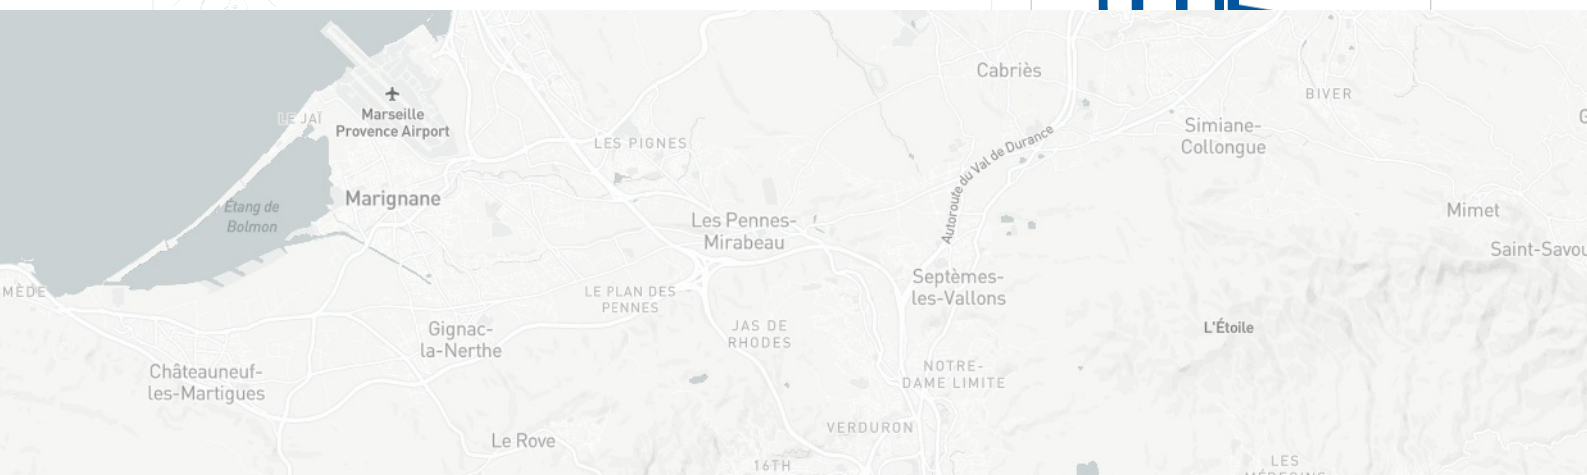 Cabriès
BIVER
LE JAÏ
Marseille
Provence Airport
Simiane-
Collongue
LES PIGNES
Autoroute du Val de Durance
Marignane
Étang de
Bolmon
Les Pennes-
Mirabeau
Mimet
Septèmes-
les-Vallons
LE PLAN DES
PENNES
JAS DE
RHODES
L'Étoile
Gignac-
la-Nerthe
Châteauneuf-
les-Martigues
NOTRE-
DAME LIMITE
VERDURON
Le Rove
16TH
LES